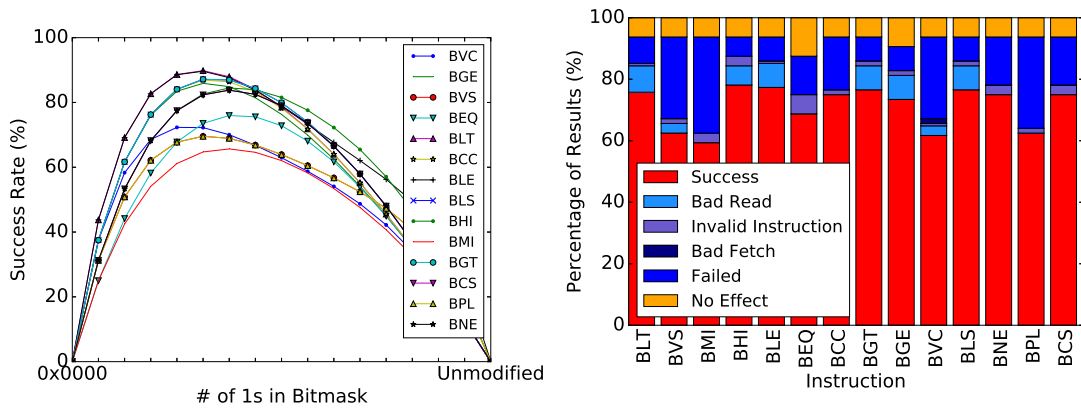 100
80
60
40
20
0
Success Rate (%)
0x0000
Unmodified
# of 1s in Bitmask
BVC
BGE
BVS
BEQ
BLT
BCC
BLE
BLS
BHI
BMI
BGT
BCS
BPL
BNE
100
80
60
40
20
0
Percentage of Results (%)
Success
Bad Read
Invalid Instruction
Bad Fetch
Failed
No Effect
BLT
BVS
BMI
BHI
BLE
BEQ
BCC
BGT
BGE
BVC
BLS
BNE
BPL
BCS
Instruction